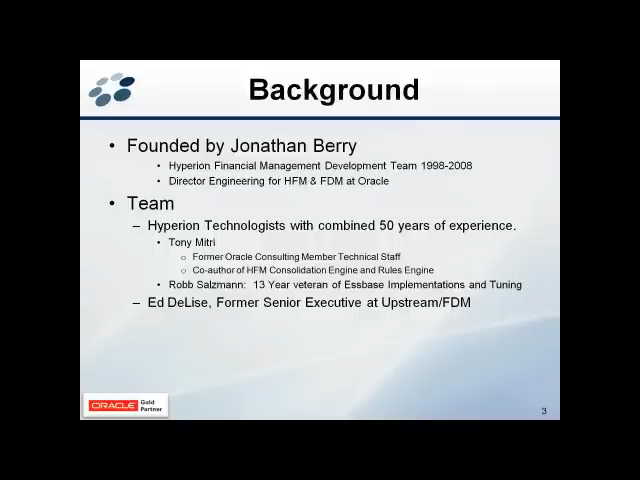 Background
• Founded by Jonathan Berry
• Hyperion Financial Management Development Team 1998-2008
• Director Engineering for HFM & FDM at Oracle
• Team
– Hyperion Technologists with combined 50 years of experience.
• Tony Mitri
o Former Oracle Consulting Member Technical Staff
o Co-author of HFM Consolidation Engine and Rules Engine
• Robb Salzmann: 13 Year veteran of Essbase Implementations and Tuning
– Ed DeLise, Former Senior Executive at Upstream/FDM
ORACLE Gold
Partner
3